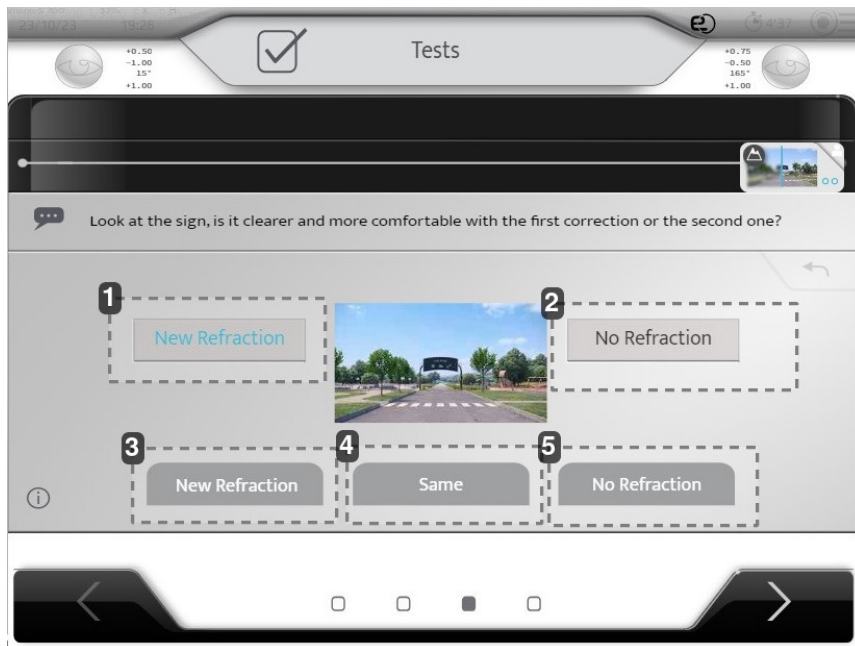 23/10/23 19:26
4'37
Tests
+0.50
-1.00
15°
+1.00
+0.75
-0.50
165°
+1.00
Look at the sign, is it clearer and more comfortable with the first correction or the second one?
1
New Refraction
2
No Refraction
3
New Refraction
4
Same
5
No Refraction